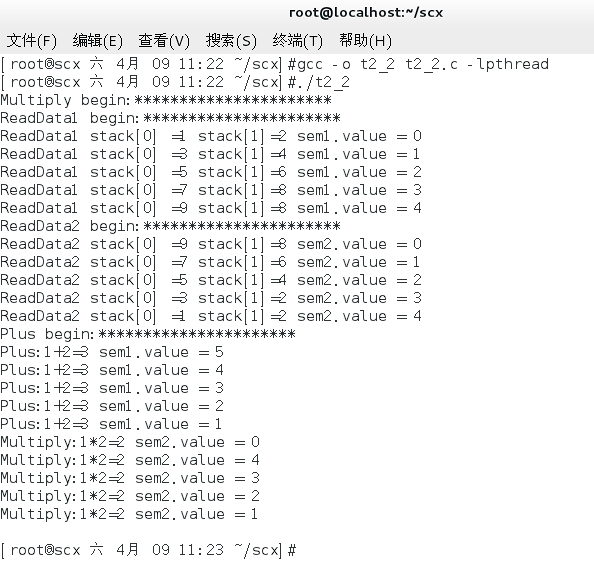 root@localhost:~/scx
文件(F) 编辑(E) 查看(V) 搜索(S) 终端(T) 帮助(H)
[root@scx 六 4月 09 11:22 ~/scx]#gcc -o t2_2 t2_2.c -lpthread
[root@scx 六 4月 09 11:22 ~/scx]#./t2_2
Multiply begin:**********************
ReadData1 begin:**********************
ReadData1 stack[0] =1 stack[1]=2 sem1.value = 0
ReadData1 stack[0] =3 stack[1]=4 sem1.value = 1
ReadData1 stack[0] =5 stack[1]=6 sem1.value = 2
ReadData1 stack[0] =7 stack[1]=8 sem1.value = 3
ReadData1 stack[0] =9 stack[1]=8 sem1.value = 4
ReadData2 begin:**********************
ReadData2 stack[0] =9 stack[1]=8 sem2.value = 0
ReadData2 stack[0] =7 stack[1]=6 sem2.value = 1
ReadData2 stack[0] =5 stack[1]=4 sem2.value = 2
ReadData2 stack[0] =3 stack[1]=2 sem2.value = 3
ReadData2 stack[0] =1 stack[1]=2 sem2.value = 4
Plus begin:**********************
Plus:1+2=3 sem1.value = 5
Plus:1+2=3 sem1.value = 4
Plus:1+2=3 sem1.value = 3
Plus:1+2=3 sem1.value = 2
Plus:1+2=3 sem1.value = 1
Multiply:1*2=2 sem2.value = 0
Multiply:1*2=2 sem2.value = 4
Multiply:1*2=2 sem2.value = 3
Multiply:1*2=2 sem2.value = 2
Multiply:1*2=2 sem2.value = 1
[root@scx 六 4月 09 11:23 ~/scx]#